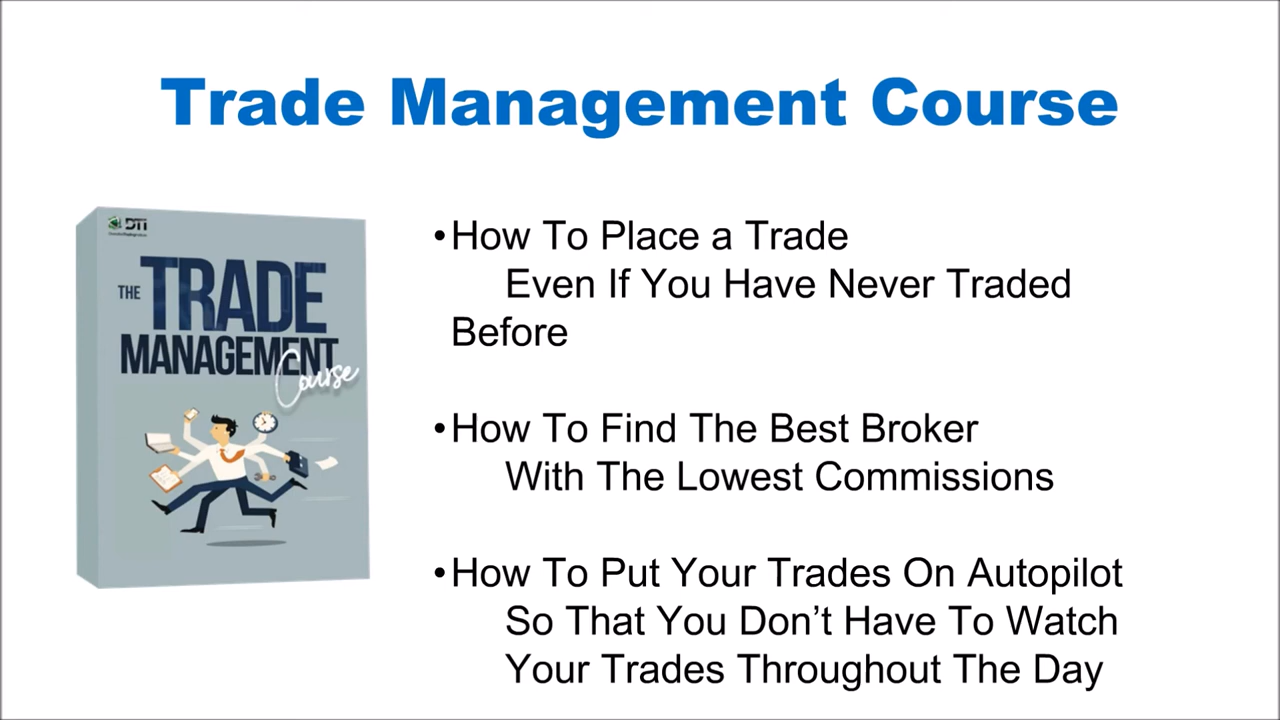 Trade Management Course
DTI
THE
TRADE
MANAGEMENT
Course
•How To Place a Trade
Even If You Have Never Traded
Before
•How To Find The Best Broker
With The Lowest Commissions
•How To Put Your Trades On Autopilot
So That You Don’t Have To Watch
Your Trades Throughout The Day